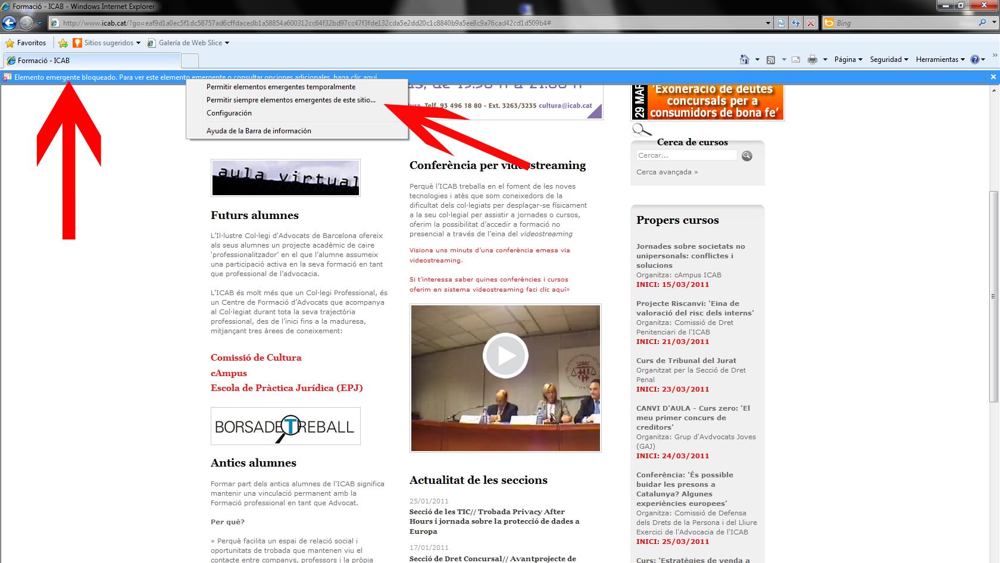 Formació - ICAB - Windows Internet Explorer
http://www.icab.cat/?go=eaf9d1a0ec5f1dc58757ad6cffdacedb1a58854a600312cc64f32bd97cc47f3fde132cda5e2dd20c1c8840b9a5ee8c9a76cad42cd1d509b4#
Bing
Favoritos
Sitios sugeridos
Galería de Web Slice
Formació - ICAB
Página
Seguridad
Herramientas
Elemento emergente bloqueado. Para ver este elemento emergente o consultar opciones adicionales, haga clic aquí
Permitir elementos emergentes temporalmente
Permitir siempre elementos emergentes de este sitio...
Configuración
Ayuda de la Barra de información
Telf. 93 496 18 80 - Ext. 3263/3235 cultura@icab.cat
aula virtual
Futurs alumnes
L'Il·lustre Col·legi d'Advocats de Barcelona ofereix
als seus alumnes un projecte acadèmic de caire
'professionalitzador' en el que l'alumne assumeix
una participació activa en la seva formació en tant
que professional de l'advocacia.
L'ICAB és molt més que un Col·legi Professional, és
un Centre de Formació d'Advocats que acompanya
al Col·legiat durant tota la seva trajectòria
professional, des de l'inici fins a la maduresa,
mitjançant tres àrees de coneixement:
Comissió de Cultura
cAmpus
Escola de Pràctica Jurídica (EPJ)
BORSADETREBALL
Antics alumnes
Formar part dels antics alumnes de l'ICAB significa
mantenir una vinculació permanent amb la
Formació professional en tant que Advocat.
Per què?
» Perquè facilita un espai de relació social i
oportunitats de trobada que mantenen viu el
contacte entre companys, professors i la pròpia
Conferència per videostreaming
Perquè l'ICAB treballa en el foment de les noves
tecnologies i atès que som coneixedors de la
dificultat dels col·legiats per desplaçar-se físicament
a la seu col·legial per assistir a jornades o cursos,
oferim la possibilitat d'accedir a formació no
presencial a través de l'eina del videostreaming
Visiona uns minuts d'una conferència emesa via
videostreaming.
Si t'interessa saber quines conferències i cursos
oferim en sistema videostreaming faci clic aquí»
Actualitat de les seccions
25/01/2011
Secció de les TIC// Trobada Privacy After
Hours i jornada sobre la protecció de dades a
Europa
17/01/2011
Secció de Dret Concursal// Avantprojecte de
29 MAR
'Exoneració de deutes
concursals per a
consumidors de bona fe'
Cerca de cursos
Cercar...
Cerca avançada »
Propers cursos
Jornades sobre societats no
unipersonals: conflictes i
solucions
Organitza: cAmpus ICAB
INICI: 15/03/2011
Projecte Riscanvi: 'Eina de
valoració del risc dels interns'
Organitza: Comissió de Dret
Penitenciari de l'ICAB
INICI: 21/03/2011
Curs de Tribunal del Jurat
Organitzat per la Secció de Dret
Penal
INICI: 23/03/2011
CANVI D'AULA - Curs zero: 'El
meu primer concurs de
creditors'
Organitza: Grup d'Avdvocats Joves
(GAJ)
INICI: 24/03/2011
Conferència: 'És possible
buidar les presons a
Catalunya? Algunes
experiències europees'
Organitza: Comissió de Defensa
dels Drets de la Persona i del Lliure
Exercici de l'Advocacia de l'ICAB
INICI: 25/03/2011
Curs: 'Estratègies de venda a